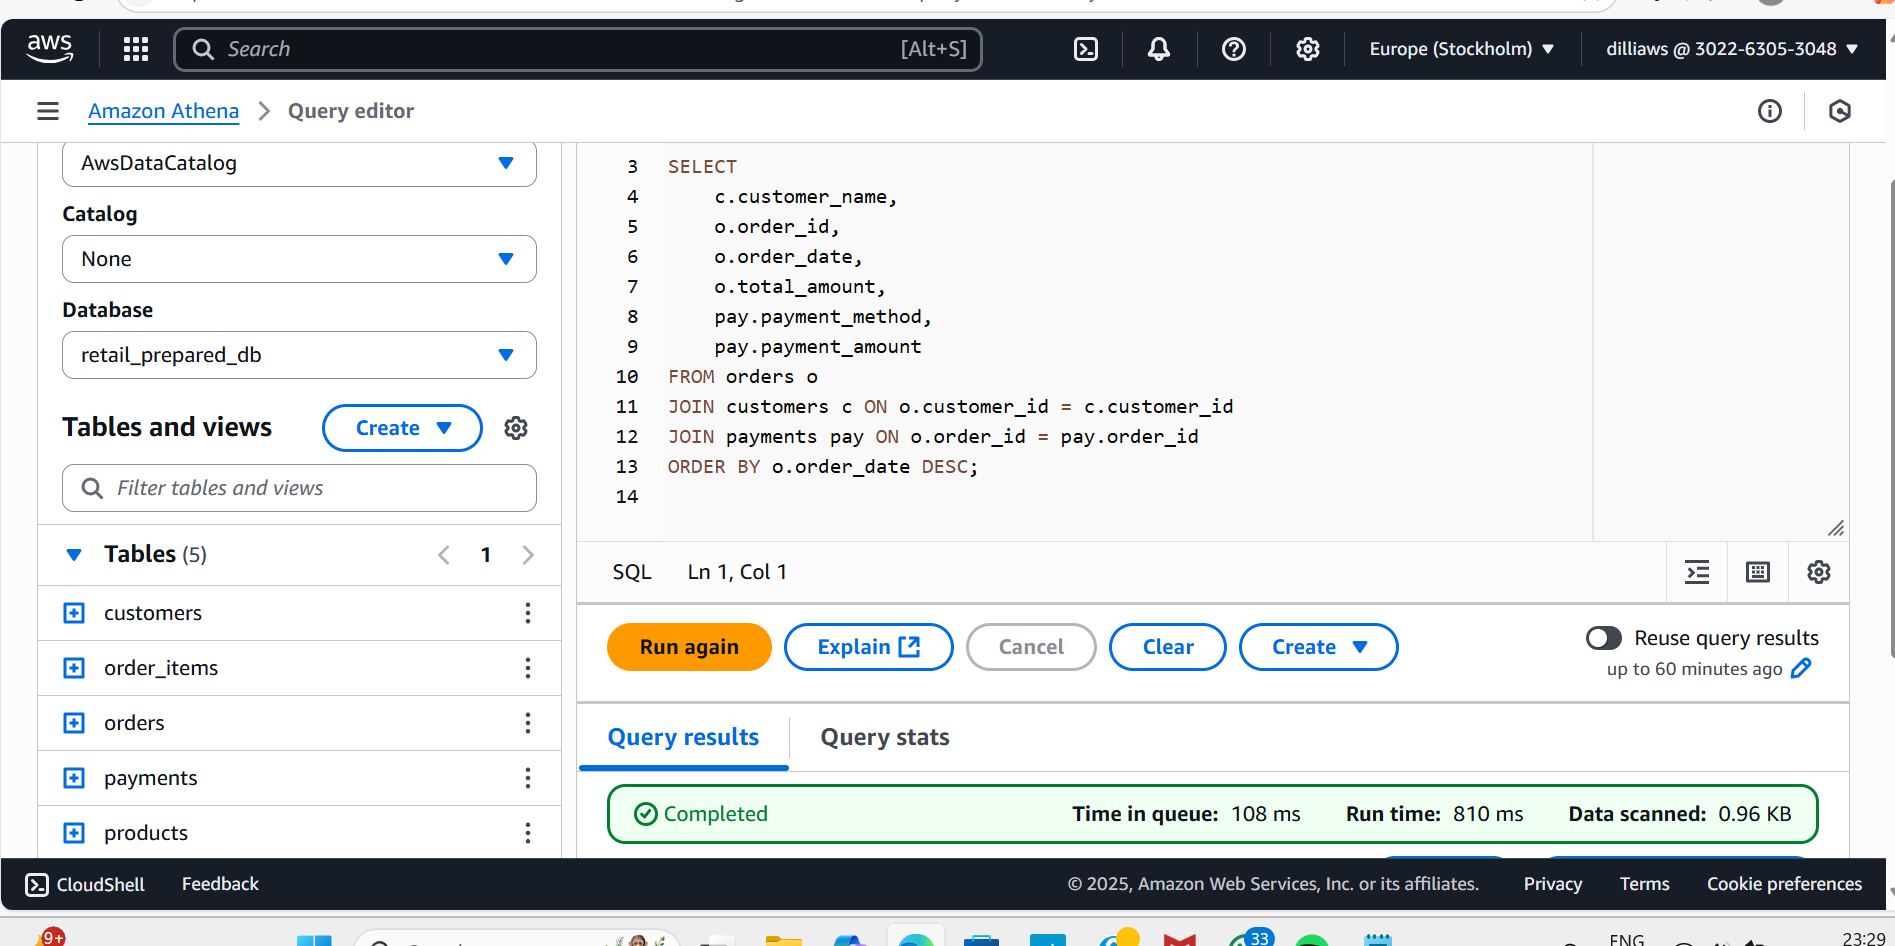 aws
Search
[Alt+S]
Europe (Stockholm)
dilliaws @ 3022-6305-3048
Amazon Athena
Query editor
AwsDataCatalog
Catalog
None
Database
retail_prepared_db
Tables and views
Create
Filter tables and views
Tables (5)
1
customers
order_items
orders
payments
products
3 SELECT
4 c.customer_name,
5 o.order_id,
6 o.order_date,
7 o.total_amount,
8 pay.payment_method,
9 pay.payment_amount
10 FROM orders o
11 JOIN customers c ON o.customer_id = c.customer_id
12 JOIN payments pay ON o.order_id = pay.order_id
13 ORDER BY o.order_date DESC;
14
SQL Ln 1, Col 1
Run again
Explain
Cancel
Clear
Create
Reuse query results
up to 60 minutes ago
Query results
Query stats
Completed
Time in queue: 108 ms
Run time: 810 ms
Data scanned: 0.96 KB
CloudShell
Feedback
© 2025, Amazon Web Services, Inc. or its affiliates.
Privacy
Terms
Cookie preferences
9+
33
ENG
23:29